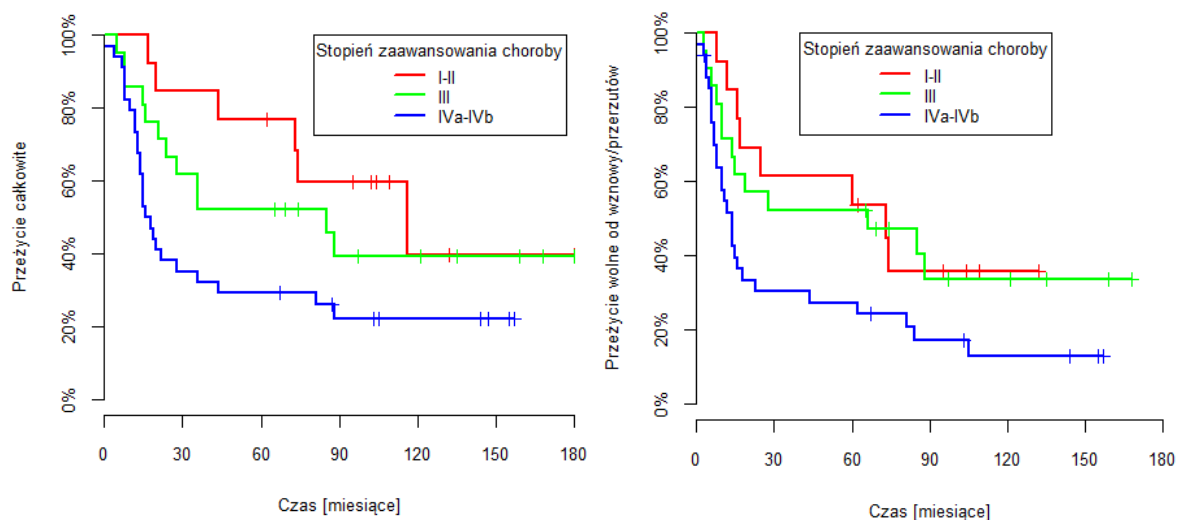 Przeżycie całkowite
100%
80%
60%
40%
20%
0%
Stopień zaawansowania choroby
I-II
III
IVa-IVb
0 30 60 90 120 150 180
Czas [miesiące]
Przeżycie wolne od wznowy/przerzutów
100%
80%
60%
40%
20%
0%
Stopień zaawansowania choroby
I-II
III
IVa-IVb
0 30 60 90 120 150 180
Czas [miesiące]